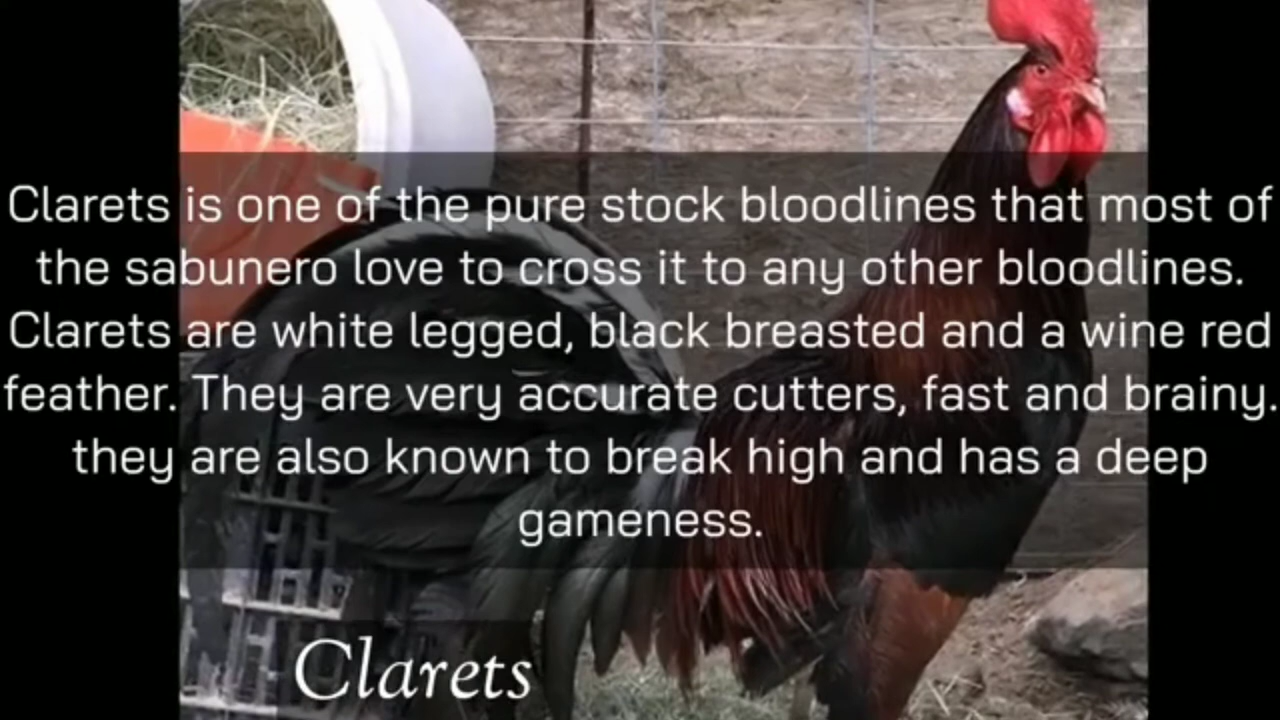 Clarets is one of the pure stock bloodlines that most of
the sabunero love to cross it to any other bloodlines.
Clarets are white legged, black breasted and a wine red
feather. They are very accurate cutters, fast and brainy.
they are also known to break high and has a deep
gameness.
Clarets